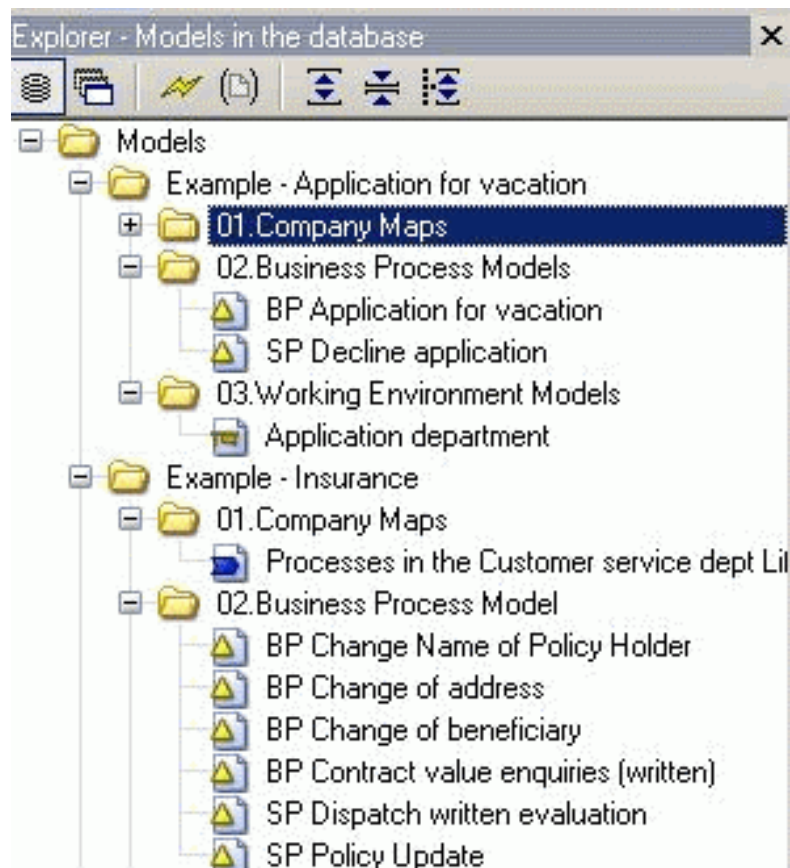 Explorer - Models in the database
Models
Example - Application for vacation
01.Company Maps
02.Business Process Models
BP Application for vacation
SP Decline application
03.Working Environment Models
Application department
Example - Insurance
01.Company Maps
Processes in the Customer service dept Lif
02.Business Process Model
BP Change Name of Policy Holder
BP Change of address
BP Change of beneficiary
BP Contract value enquiries (written)
SP Dispatch written evaluation
SP Policy Update